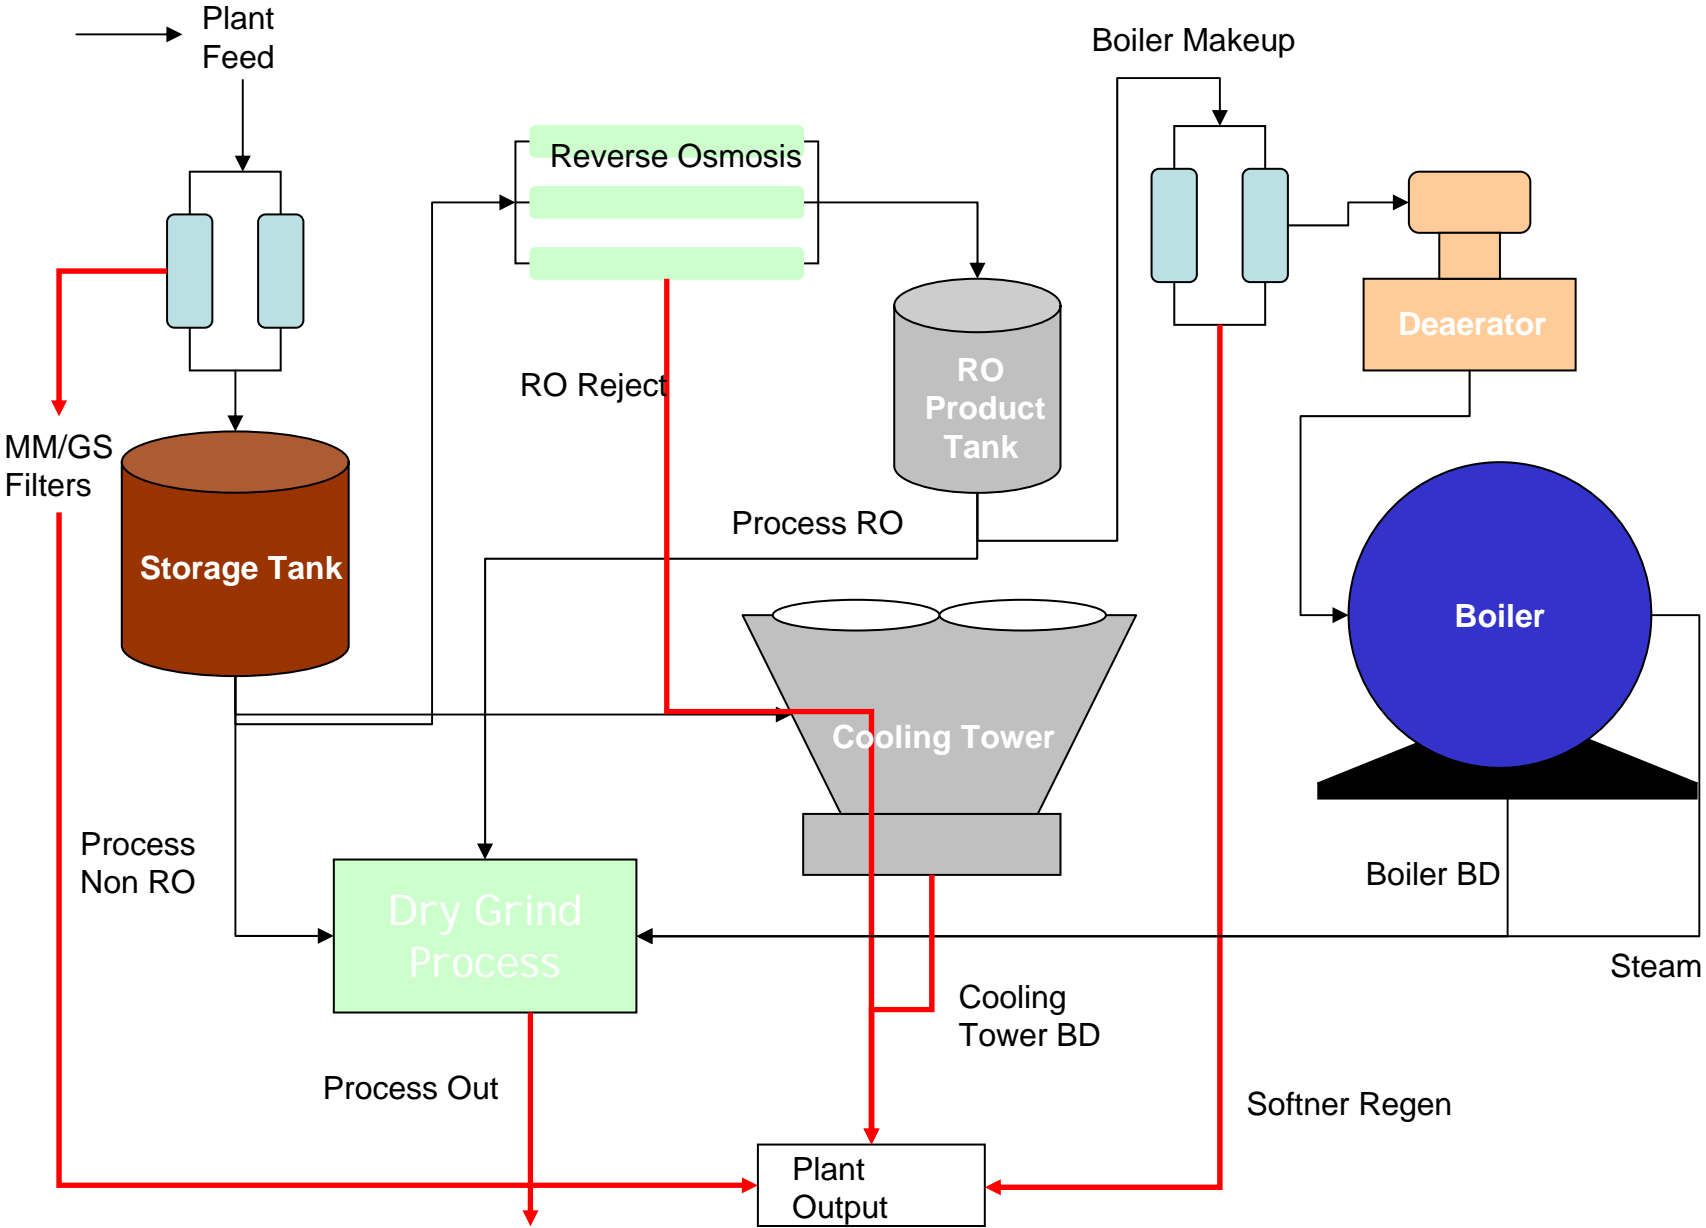 Plant
Feed
Boiler Makeup
Reverse Osmosis
Deaerator
RO Reject
RO
Product
Tank
MM/GS
Filters
Process RO
Storage Tank
Boiler
Cooling Tower
Process
Non RO
Boiler BD
Dry Grind
Process
Steam
Cooling
Tower BD
Process Out
Softner Regen
Plant
Output